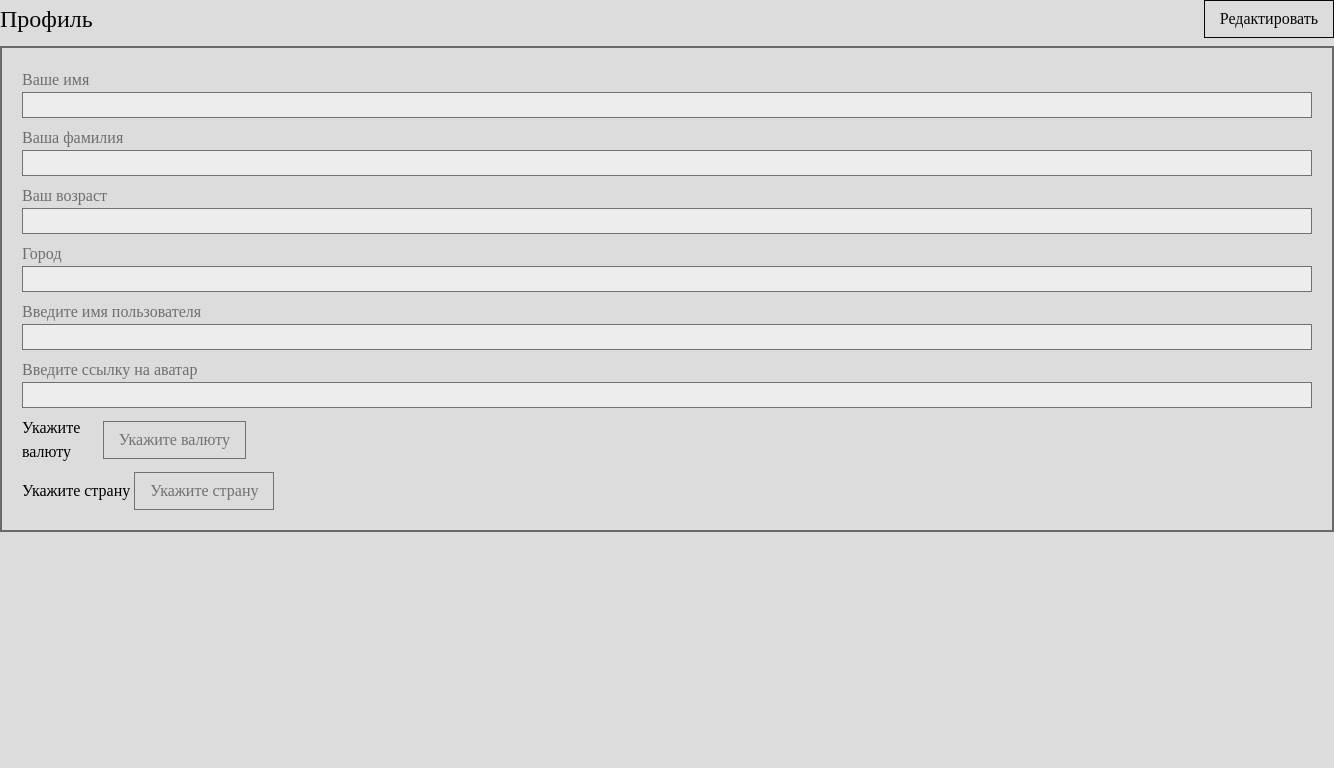 Профиль
Редактировать
Ваше имя
Ваша фамилия
Ваш возраст
Город
Введите имя пользователя
Введите ссылку на аватар
Укажите
валюту
Укажите валюту
Укажите страну
Укажите страну